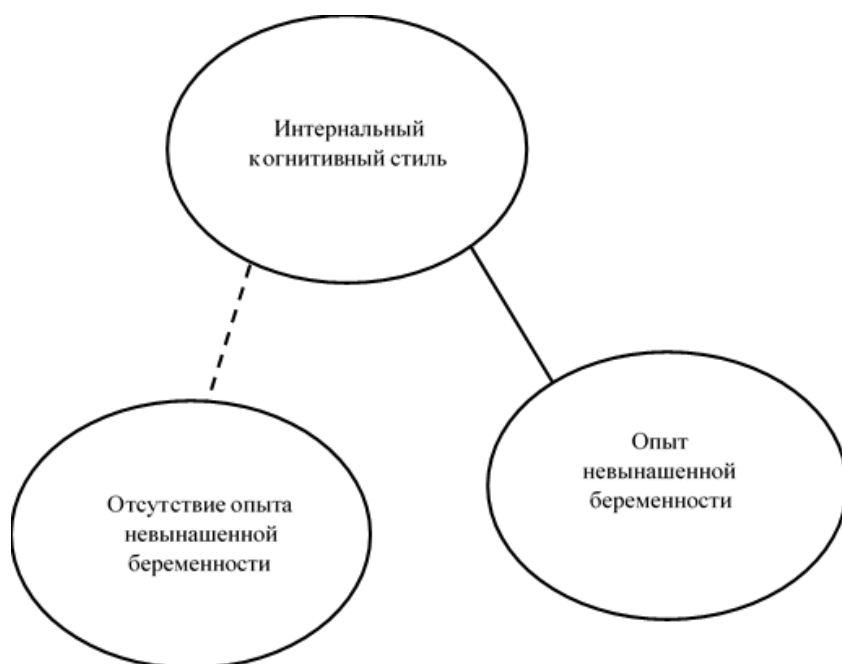 Интернальный
когнитивный стиль
Опыт
невынашенной
беременности
Отсутствие опыта
невынашенной
беременности